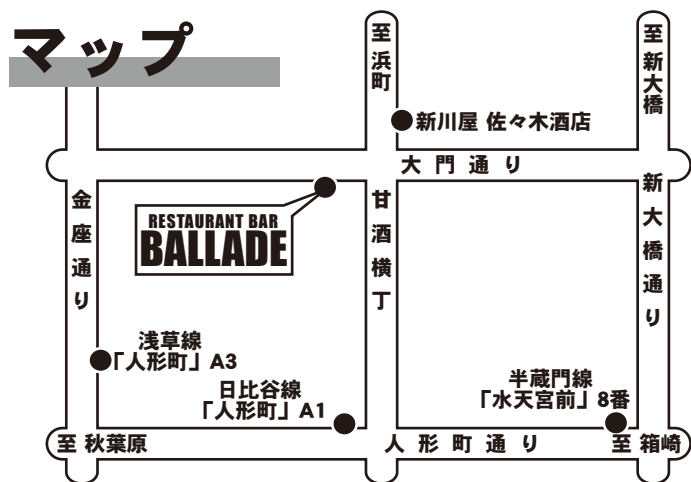 マップ
至浜町
至新大橋
新川屋 佐々木酒店
大門通り
金座通り
RESTAURANT BAR
BALLADE
甘酒横丁
新大橋通り
浅草線
「人形町」A3
日比谷線
「人形町」A1
半蔵門線
「水天宮前」8番
至 秋葉原
人形町通り
至 箱崎